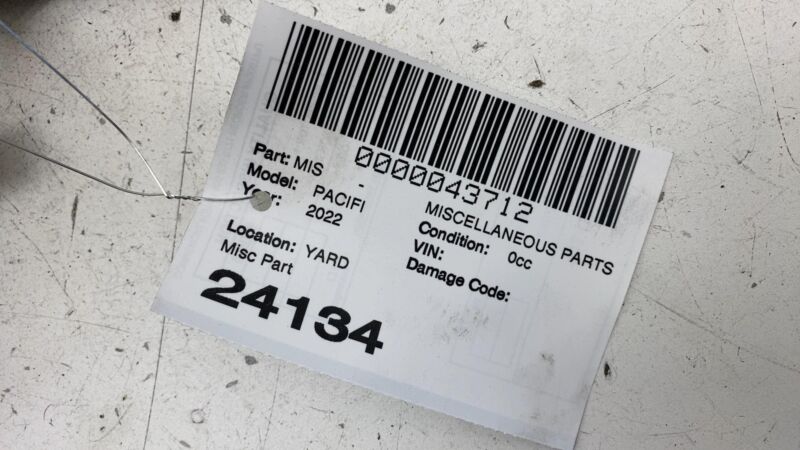 0000043712
Part: MIS - MISCELLANEOUS PARTS
Model: PACIFI Condition: 0cc
Year: 2022 VIN:
Damage Code:
Location: YARD
Misc Part
24134